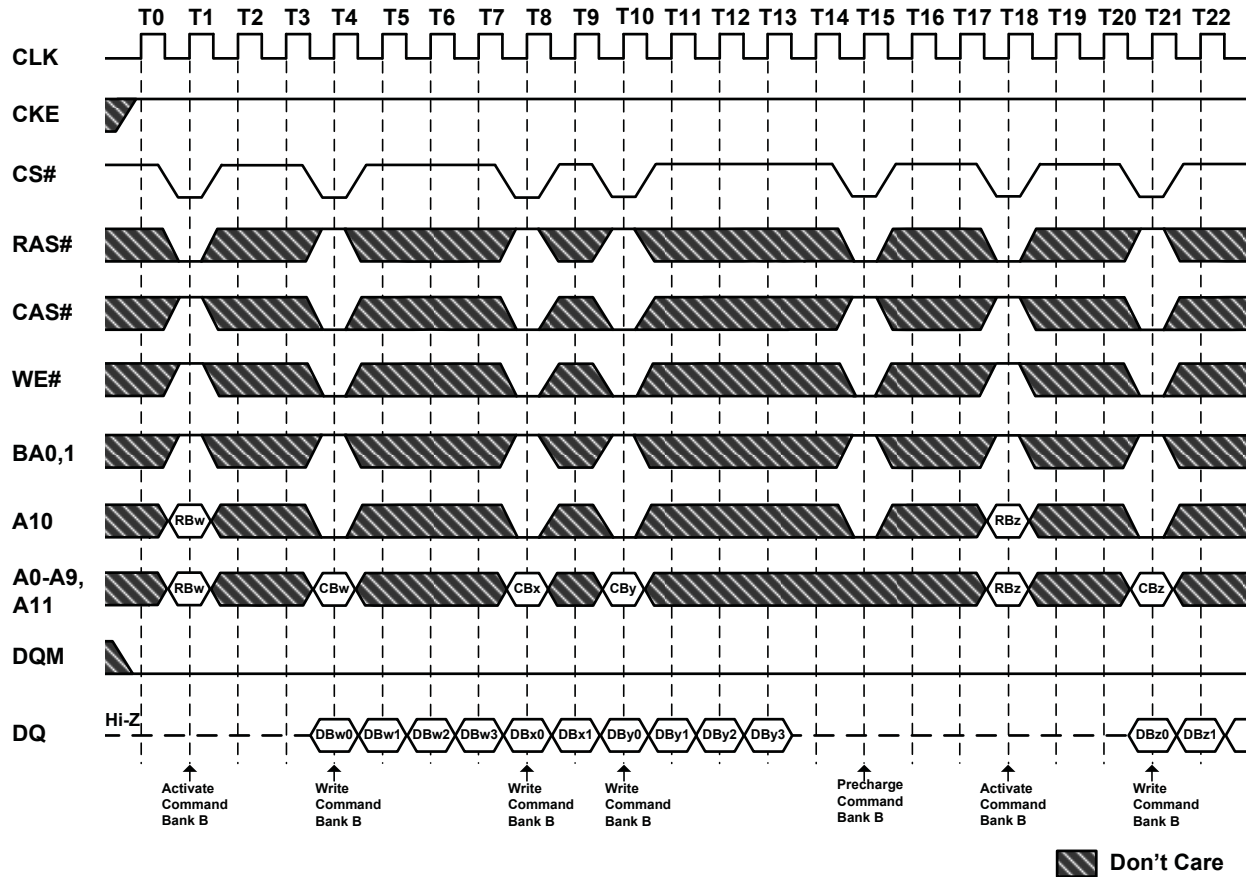 T0 T1 T2 T3 T4 T5 T6 T7 T8 T9 T10 T11 T12 T13 T14 T15 T16 T17 T18 T19 T20 T21 T22
CLK
CKE
CS#
RAS#
CAS#
WE#
BA0,1
A10 RBw RBz
A0-A9,
A11
RBw CBw CBx CBy RBz CBz
DQM
DQ Hi-Z DBw0 DBw1 DBw2 DBw3 DBx0 DBx1 DBy0 DBy1 DBy2 DBy3 DBz0 DBz1
Activate
Command
Bank B
Write
Command
Bank B
Write
Command
Bank B
Write
Command
Bank B
Precharge
Command
Bank B
Activate
Command
Bank B
Write
Command
Bank B
Don't Care